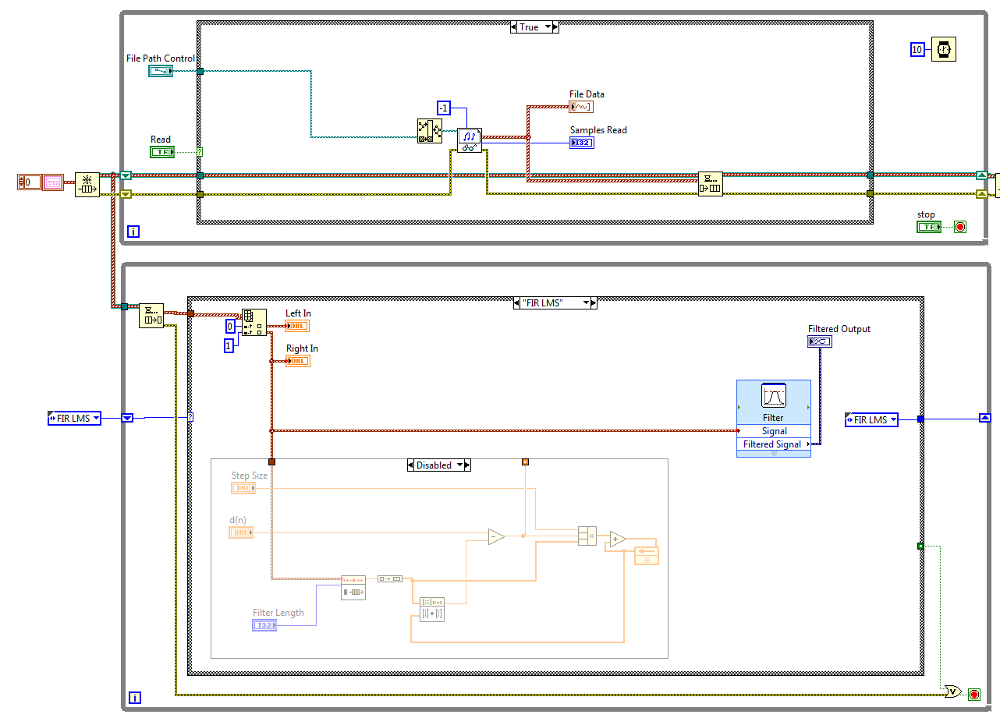 True
10
File Path Control
File Data
-1
Samples Read
I32
Read
TF
0
stop
TF
i
"FIR LMS"
Left In
DBL
0
1
Right In
DBL
Filtered Output
FIR LMS
Filter
Signal
Filtered Signal
FIR LMS
Disabled
Step Size
DBL
d(n)
DBL
Filter Length
I32
i